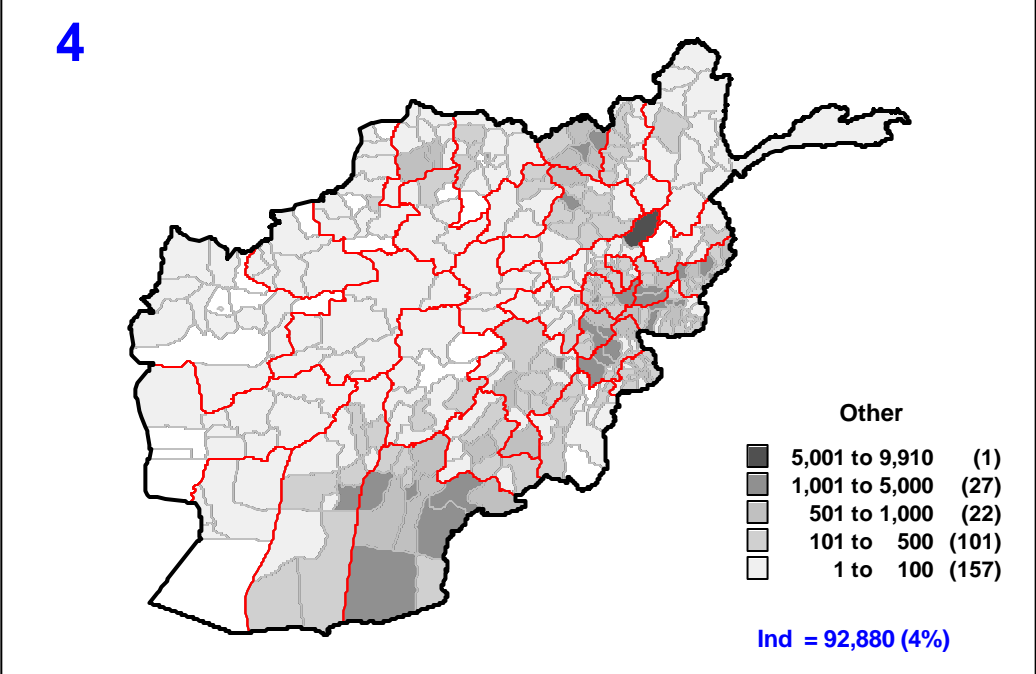 4
Other
5,001 to 9,910 (1)
1,001 to 5,000 (27)
501 to 1,000 (22)
101 to 500 (101)
1 to 100 (157)
Ind = 92,880 (4%)